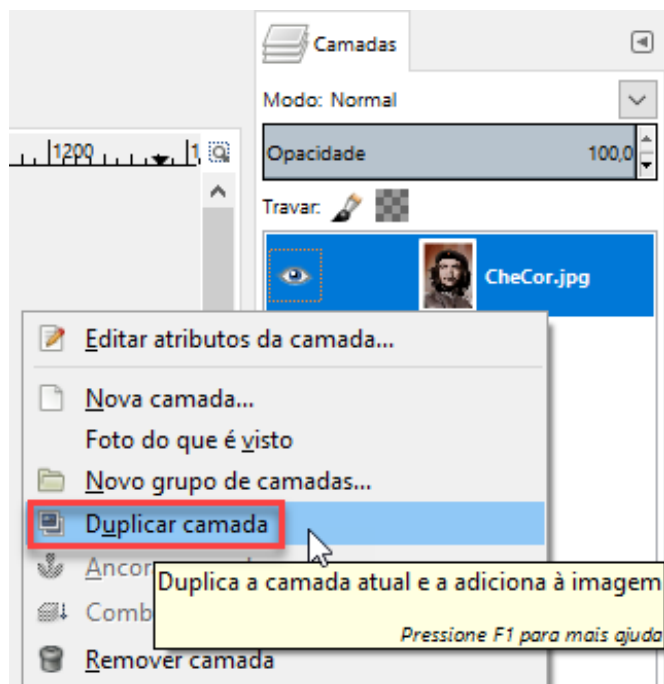 Camadas
Modo: Normal
1200
Opacidade 100,0
Travar:
CheCor.jpg
Editar atributos da camada...
Nova camada...
Foto do que é visto
Novo grupo de camadas...
Duplicar camada
Duplica a camada atual e a adiciona à imagem
Pressione F1 para mais ajuda
Remover camada